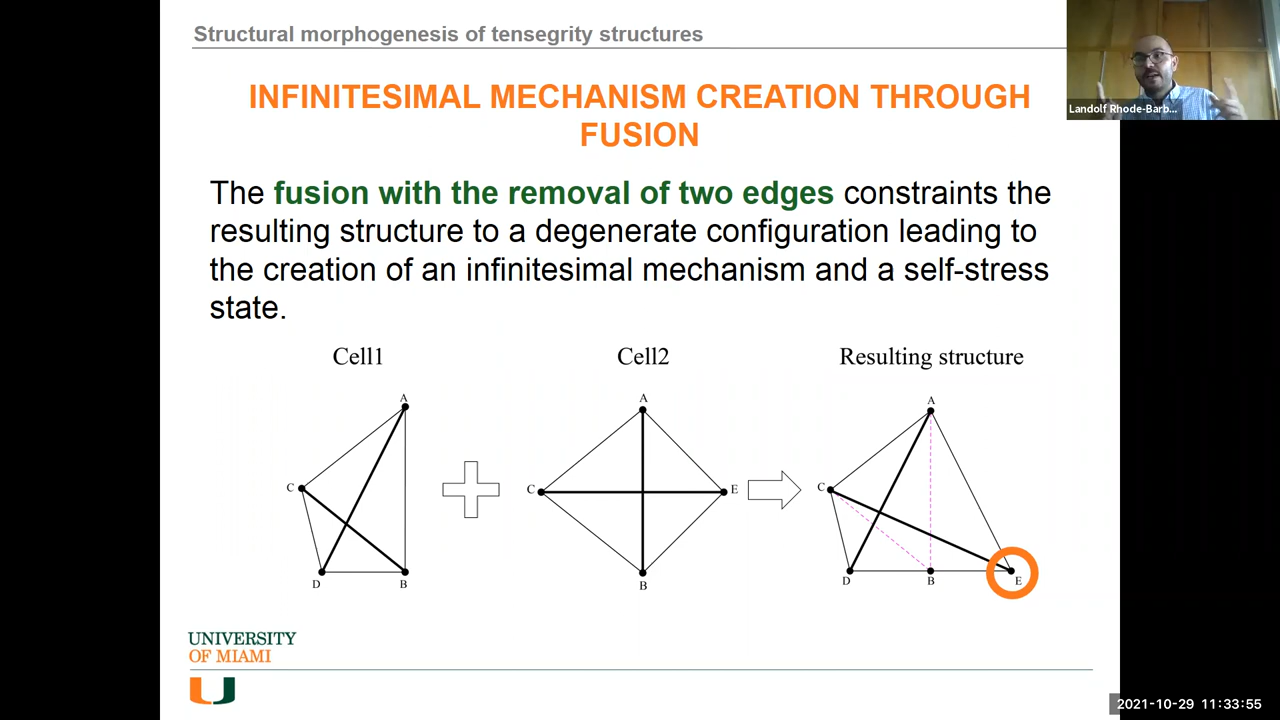 Structural morphogenesis of tensegrity structures
Landolf Rhode-Barb...
INFINITESIMAL MECHANISM CREATION THROUGH
FUSION
The fusion with the removal of two edges constraints the
resulting structure to a degenerate configuration leading to
the creation of an infinitesimal mechanism and a self-stress
state.
Cell1
Cell2
Resulting structure
A
C
D
B
A
C
E
B
A
C
D
B
E
UNIVERSITY
OF MIAMI
U
2021-10-29 11:33:55